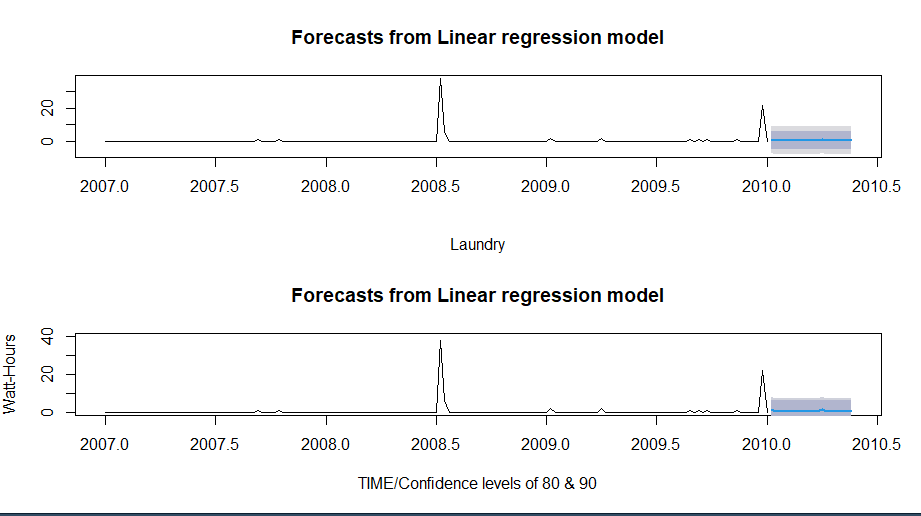 Forecasts from Linear regression model
20
0
2007.0 2007.5 2008.0 2008.5 2009.0 2009.5 2010.0 2010.5
Laundry
Forecasts from Linear regression model
Watt-Hours
40
20
0
2007.0 2007.5 2008.0 2008.5 2009.0 2009.5 2010.0 2010.5
TIME/Confidence levels of 80 & 90